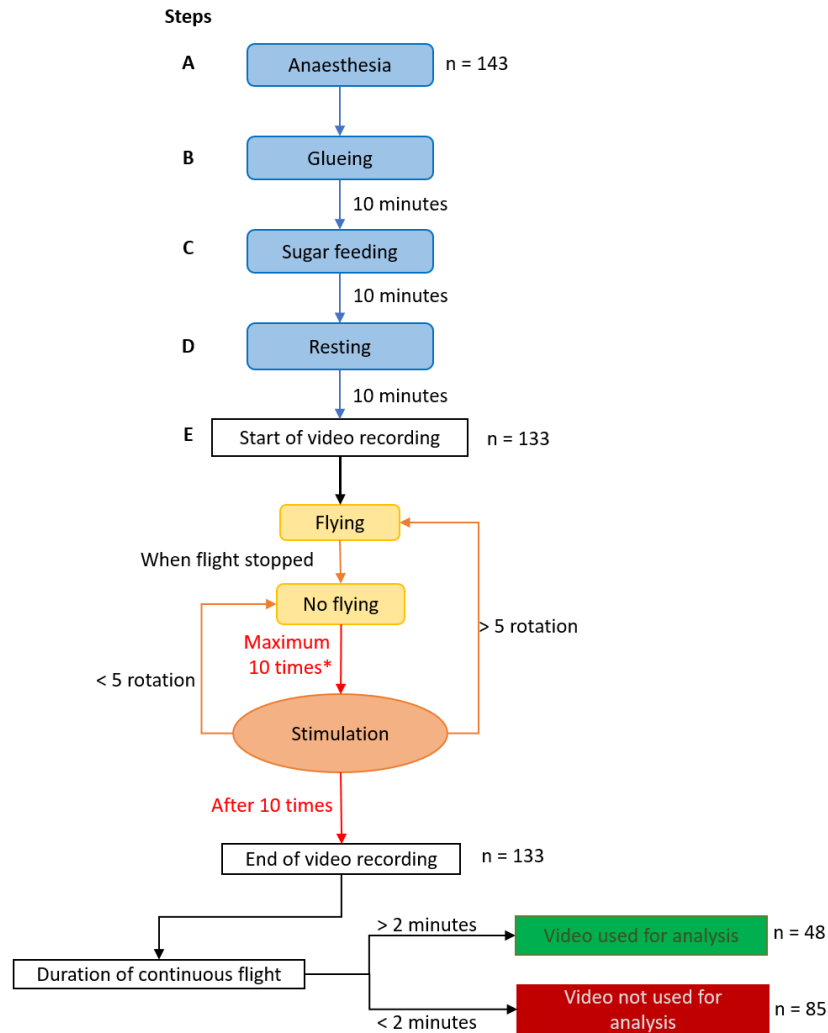 Steps
A
Anaesthesia
n = 143
B
Glueing
10 minutes
C
Sugar feeding
10 minutes
D
Resting
10 minutes
E
Start of video recording
n = 133
Flying
When flight stopped
No flying
> 5 rotation
Maximum
10 times*
< 5 rotation
Stimulation
After 10 times
End of video recording
n = 133
> 2 minutes
Video used for analysis
n = 48
Duration of continuous flight
Video not used for
analysis
n = 85
< 2 minutes